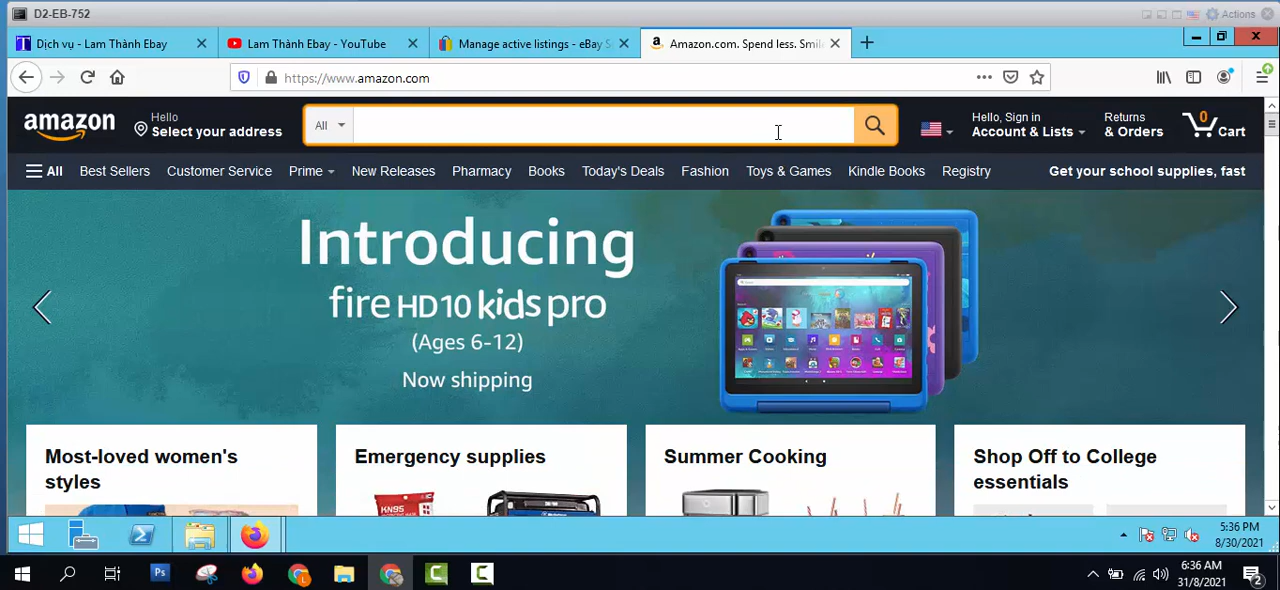 D2-EB-752
Actions
Dịch vụ - Lam Thành Ebay
Lam Thành Ebay - YouTube
Manage active listings - eBay S
Amazon.com. Spend less. Smile
https://www.amazon.com
amazon
Hello
Select your address
All
Hello, Sign in
Account & Lists
Returns
& Orders
0
Cart
All
Best Sellers
Customer Service
Prime
New Releases
Pharmacy
Books
Today's Deals
Fashion
Toys & Games
Kindle Books
Registry
Get your school supplies, fast
Introducing
fire HD10 kids pro
(Ages 6-12)
Now shipping
Most-loved women's
styles
Emergency supplies
Summer Cooking
Shop Off to College
essentials
KN95
5:36 PM
8/30/2021
Ps
L
C
C
6:36 AM
31/8/2021
2